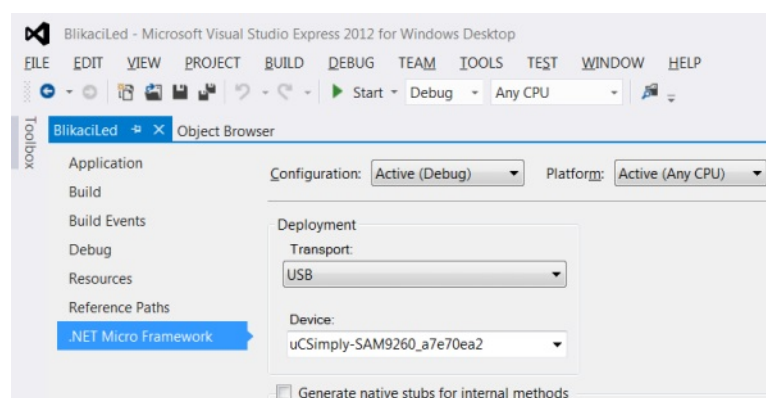 BlikaciLed - Microsoft Visual Studio Express 2012 for Windows Desktop
FILE EDIT VIEW PROJECT BUILD DEBUG TEAM TOOLS TEST WINDOW HELP
Start Debug Any CPU
Toolbox
BlikaciLed Object Browser
Application
Configuration: Active (Debug) Platform: Active (Any CPU)
Build
Build Events
Deployment
Debug
Transport:
Resources
USB
Reference Paths
Device:
.NET Micro Framework
uCSimply-SAM9260_a7e70ea2
Generate native stubs for internal methods